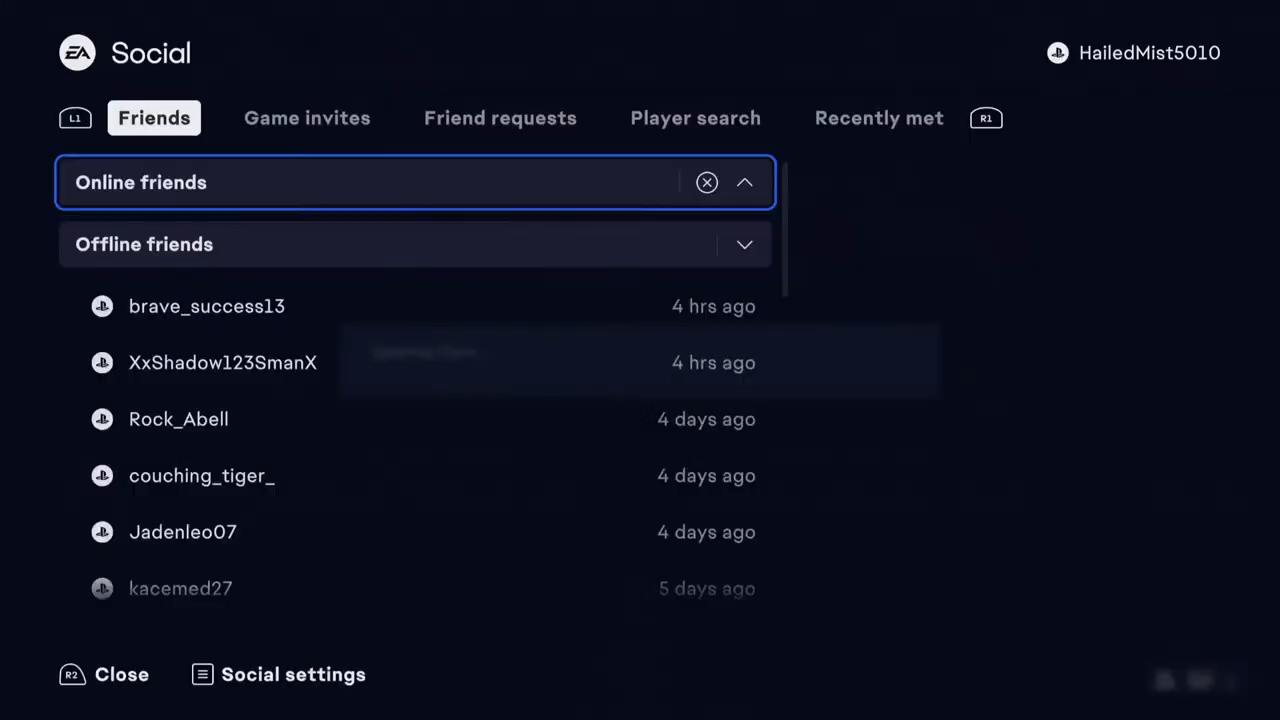 EA Social
HailedMist5010
L1 Friends Game invites Friend requests Player search Recently met R1
Online friends
Offline friends
brave_success13 4 hrs ago
XxShadow123SmanX 4 hrs ago
Rock_Abell 4 days ago
couching_tiger_ 4 days ago
Jadenleo07 4 days ago
kacemed27 5 days ago
R2 Close Social settings